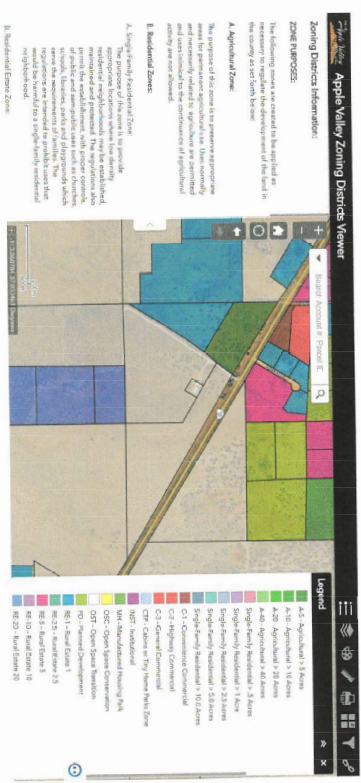 Apple Valley Zoning Districts Viewer
Zoning Districts Information:
ZONE PURPOSES:
The following zones are created to be applied as
necessary to regulate the development of the land in
the county as set forth below:
A. Agricultural Zone:
The purpose of this zone is to preserve appropriate
areas for permanent agricultural use. Uses normally
and necessarily related to agriculture are permitted
and uses inimical to the continuance of agricultural
activity are not allowed.
B. Residential Zones:
A. Single-Family Residential Zone:
The purpose of this zone is to provide
appropriate locations where low density
residential neighborhoods may be established,
maintained and protected. The regulations also
permit the establishment, with proper controls,
of public and semi-public uses such as churches,
schools, libraries, parks and playgrounds which
serve the requirements of families. The
regulations are intended to prohibit uses that
would be harmful to a single-family residential
neighborhood.
B. Residential Estate Zone:
Search: Account #, Parcel ID,
Legend
A-5 - Agricultural > 5 Acres
A-10 - Agricultural > 10 Acres
A-20 - Agricultural > 20 Acres
A-40 - Agricultural > 40 Acres
Single-Family Residential > .5 Acres
Single-Family Residential > 1 Acre
Single-Family Residential > 2.5 Acres
Single-Family Residential > 5.0 Acres
Single-Family Residential > 10.0 Acres
C-1 - Convenience Commercial
C-2 - Highway Commercial
C-3 - General Commercial
CTP - Cabins or Tiny Home Parks Zone
INST - Institutional
MH - Manufactured Housing Park
OSC - Open Space Conservation
OST - Open Space Transition
PD - Planned Development
RE-1 - Rural Estate 1
RE-2.5 - Rural Estate 2.5
RE-5 - Rural Estate 5
RE-10 - Rural Estate 10
RE-20 - Rural Estate 20